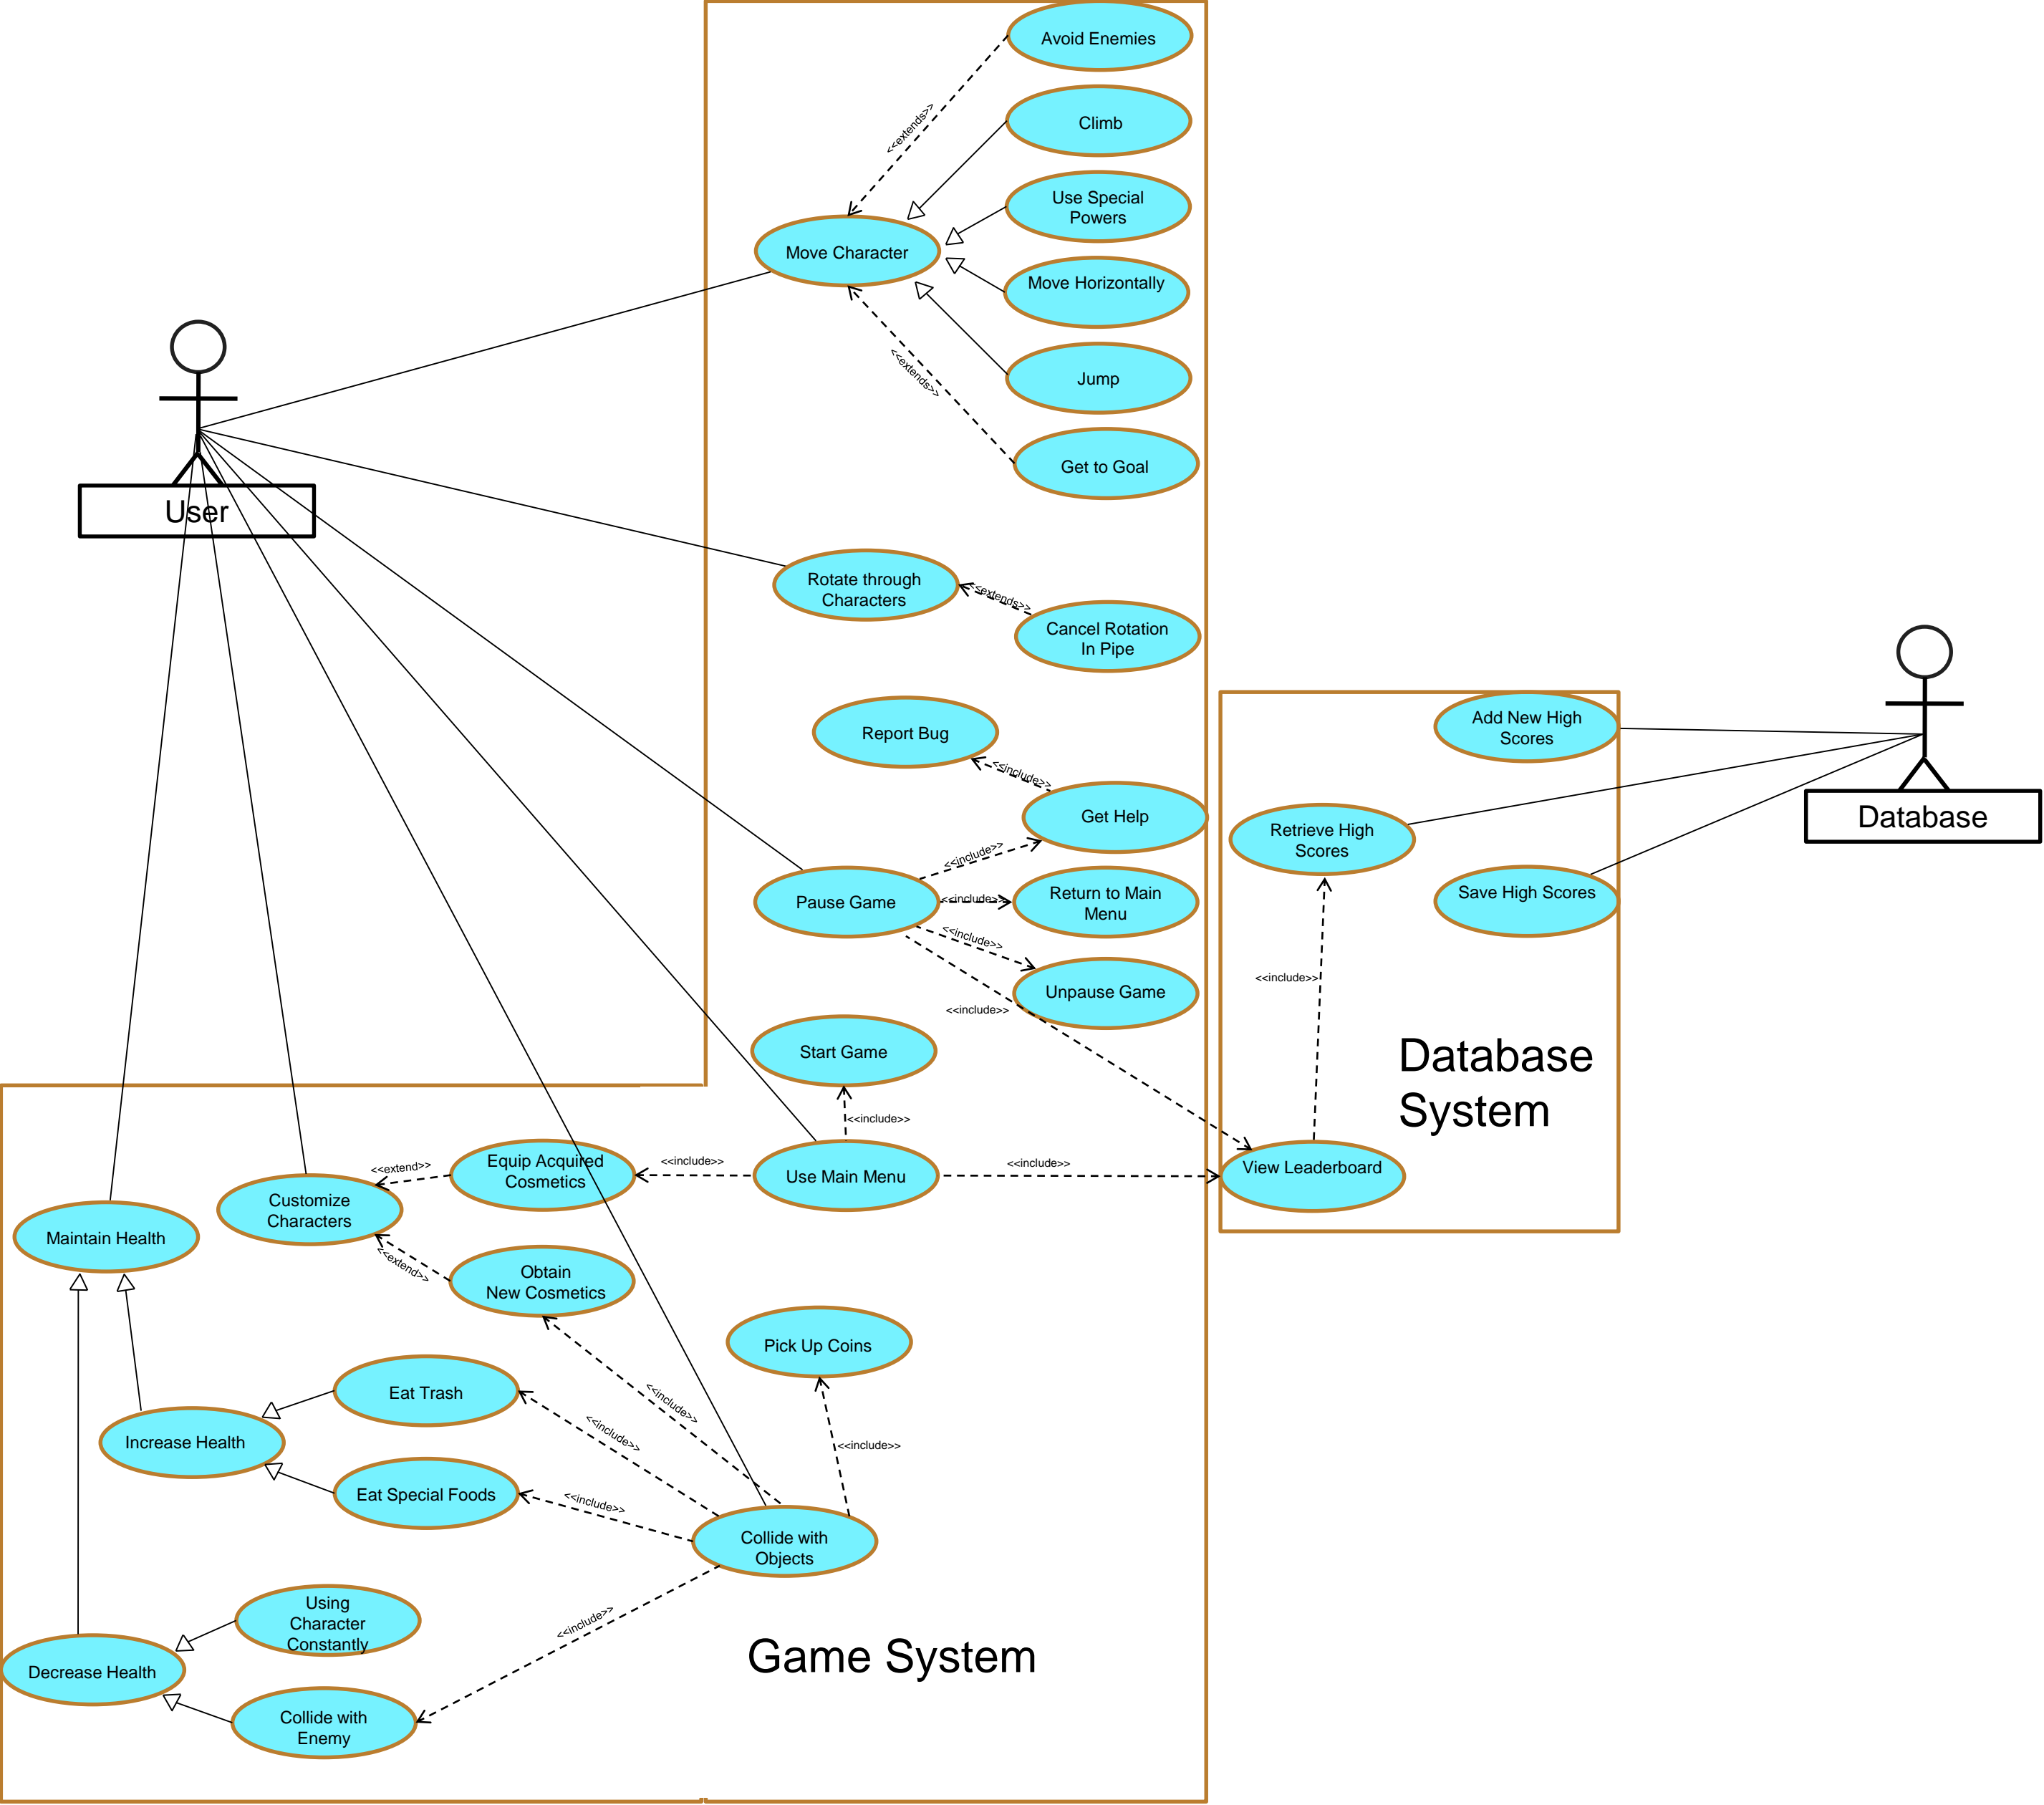 Avoid Enemies
<<extends>>
Climb
Use Special
Powers
Move Character
Move Horizontally
<<extends>>
Jump
Get to Goal
User
Rotate through
Characters
<<extends>>
Cancel Rotation
In Pipe
Report Bug
<<include>>
Get Help
<<include>>
Pause Game
<<include>>
Return to Main
Menu
<<include>>
Unpause Game
<<include>>
Add New High
Scores
Retrieve High
Scores
Save High Scores
Database
<<include>>
Database
System
View Leaderboard
Start Game
<<include>>
Use Main Menu
<<include>>
<<include>>
Equip Acquired
Cosmetics
<<extend>>
Customize
Characters
<<extend>>
Obtain
New Cosmetics
Maintain Health
Pick Up Coins
<<include>>
<<include>>
Eat Trash
<<include>>
Increase Health
Eat Special Foods
<<include>>
Collide with
Objects
<<include>>
Using
Character
Constantly
Decrease Health
Collide with
Enemy
Game System